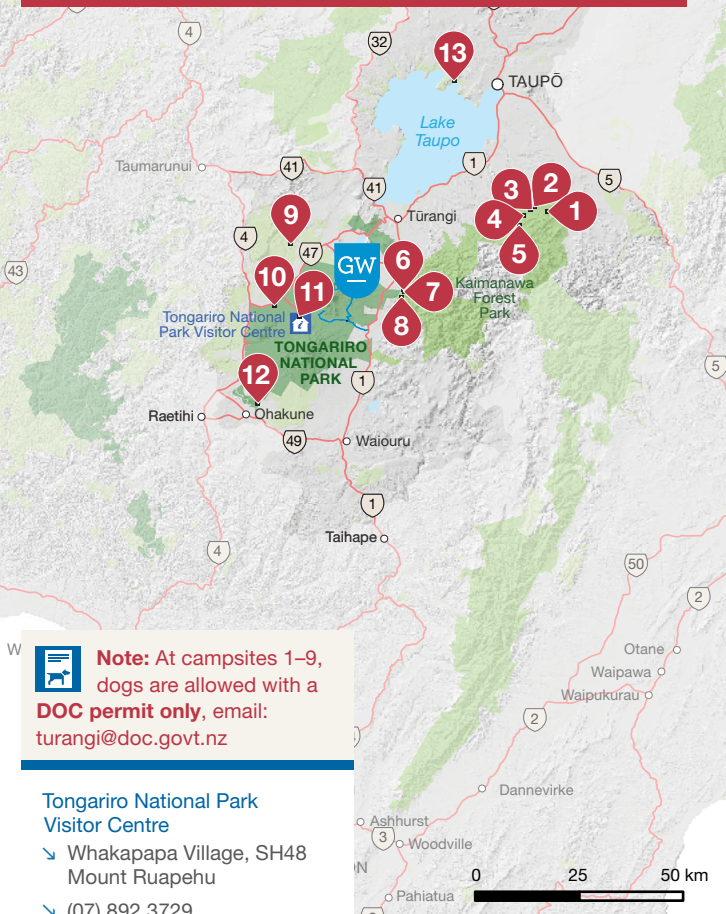 4
32
13
TAUPŌ
Lake
Taupo
1
5
Taumarunui
41
41
3
2
1
9
Tūrangi
4
5
4
47
GW
6
43
10
11
7
Kaimanawa
Forest
Park
Tongariro National
Park Visitor Centre
8
TONGARIRO
NATIONAL
PARK
12
1
5
Raetihi
Ohakune
49
Waiouru
1
Taihape
4
50
2
W
Note: At campsites 1–9,
dogs are allowed with a
DOC permit only, email:
turangi@doc.govt.nz
Otane
Waipawa
Waipukurau
2
Tongariro National Park
Visitor Centre
Whakapapa Village, SH48
Mount Ruapehu
(07) 892 3729
Dannevirke
Ashhurst
3
Woodville
N
Pahiatua
0 25 50 km